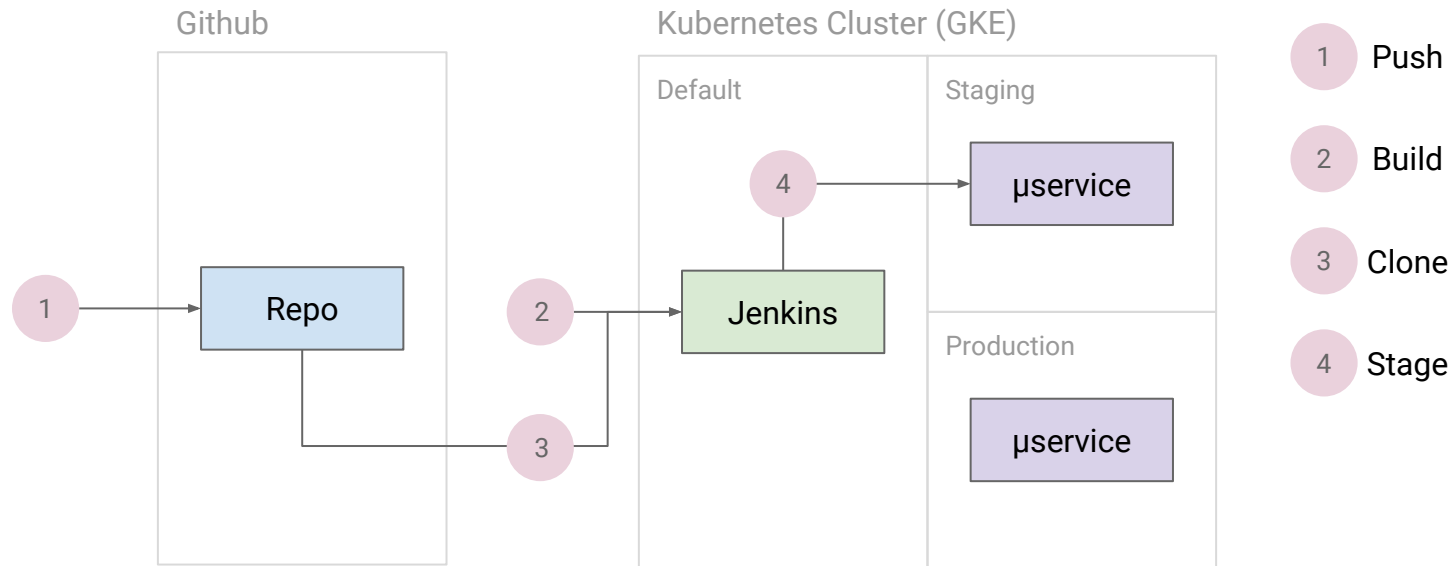 Github
Kubernetes Cluster (GKE)
Default
Staging
Production
1
Repo
2
3
4
Jenkins
µservice
µservice
1 Push
2 Build
3 Clone
4 Stage